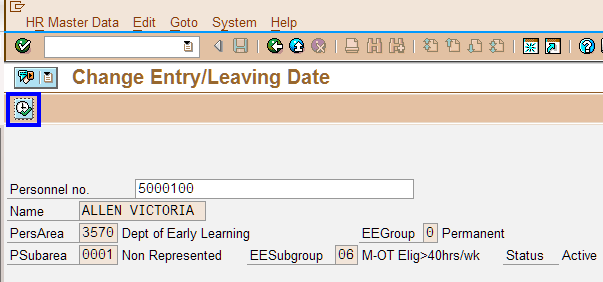 HR Master Data Edit Goto System Help
Change Entry/Leaving Date
Personnel no. 5000100
Name ALLEN VICTORIA
PersArea 3570 Dept of Early Learning EEGroup 0 Permanent
PSubarea 0001 Non Represented EESubgroup 06 M-OT Elig>40hrs/wk Status Active